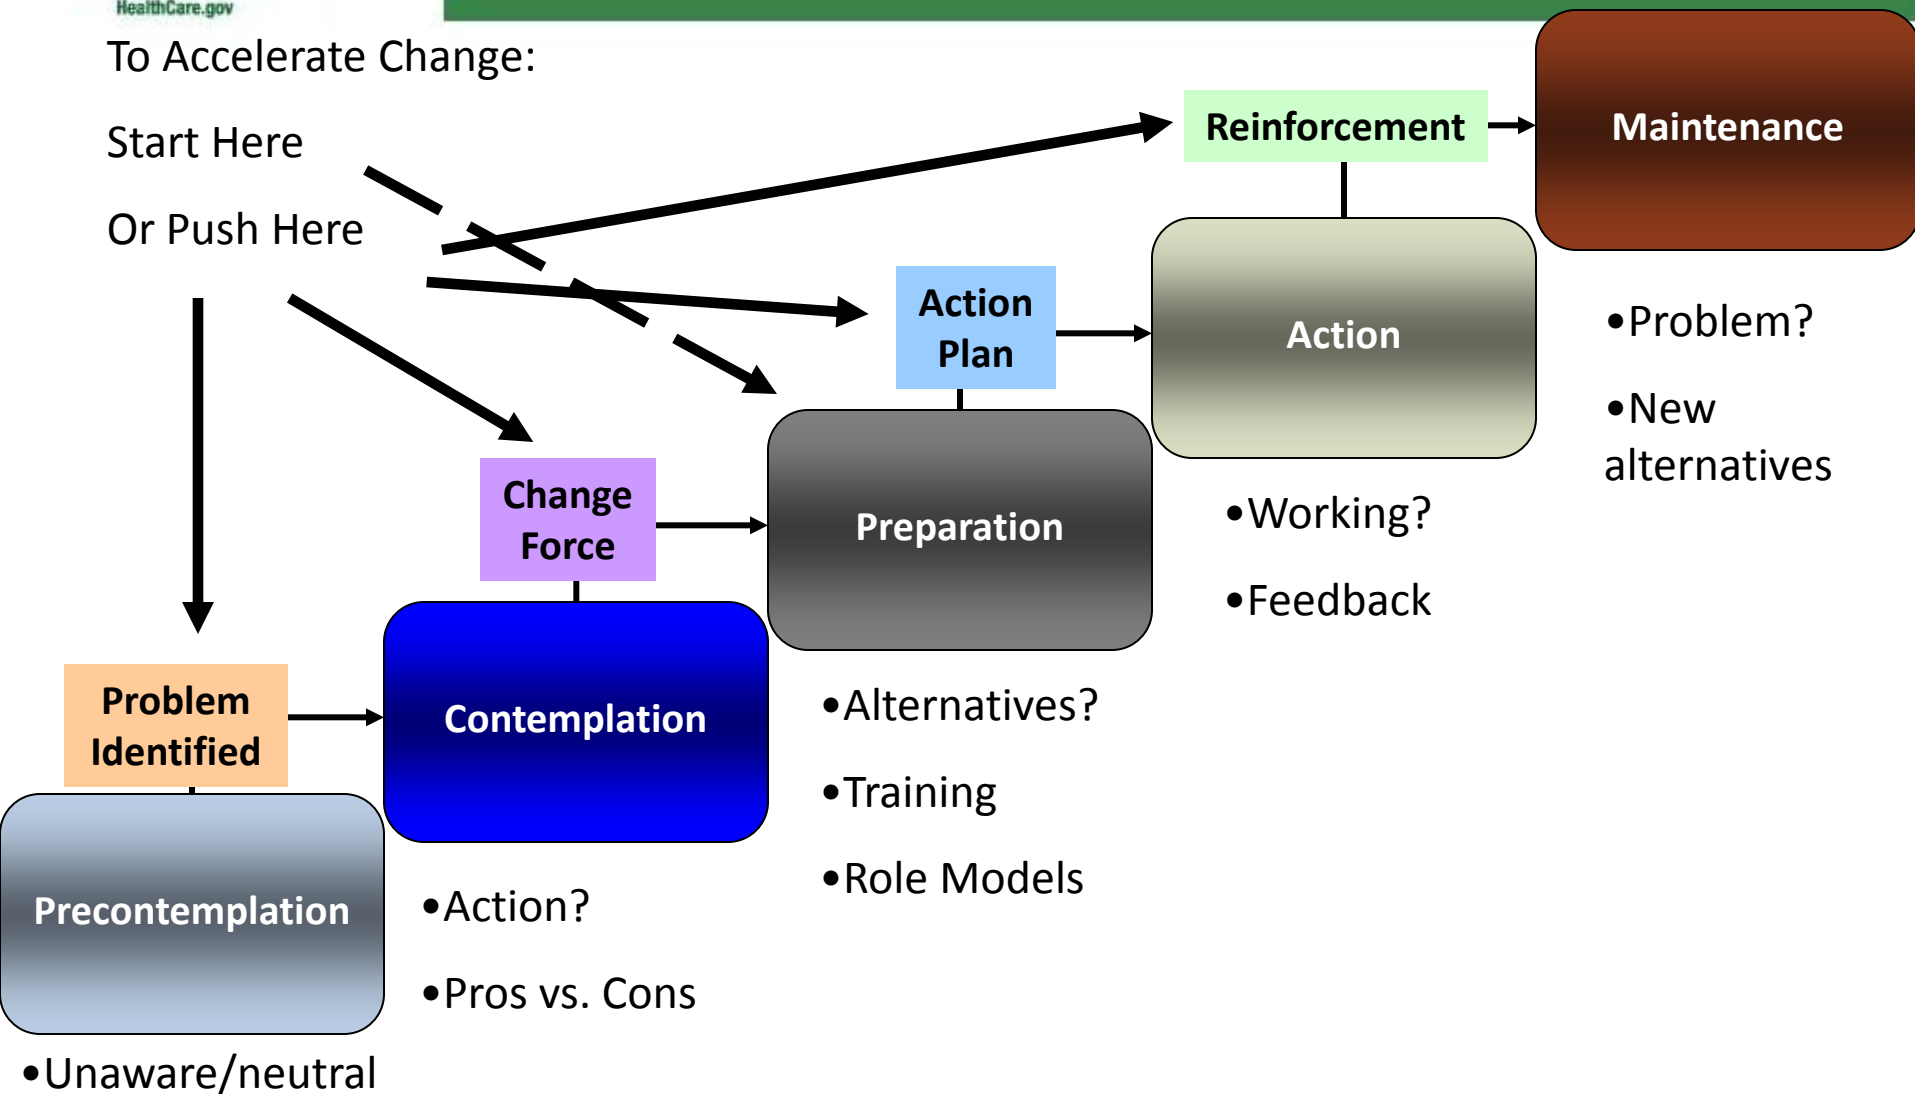 HealthCare.gov
To Accelerate Change:
Start Here
Or Push Here
Reinforcement
Maintenance
Action
Plan
Action
•Problem?
•New
alternatives
Change
Force
Preparation
•Working?
•Feedback
Problem
Identified
Contemplation
•Alternatives?
•Training
•Role Models
Precontemplation
•Action?
•Pros vs. Cons
•Unaware/neutral